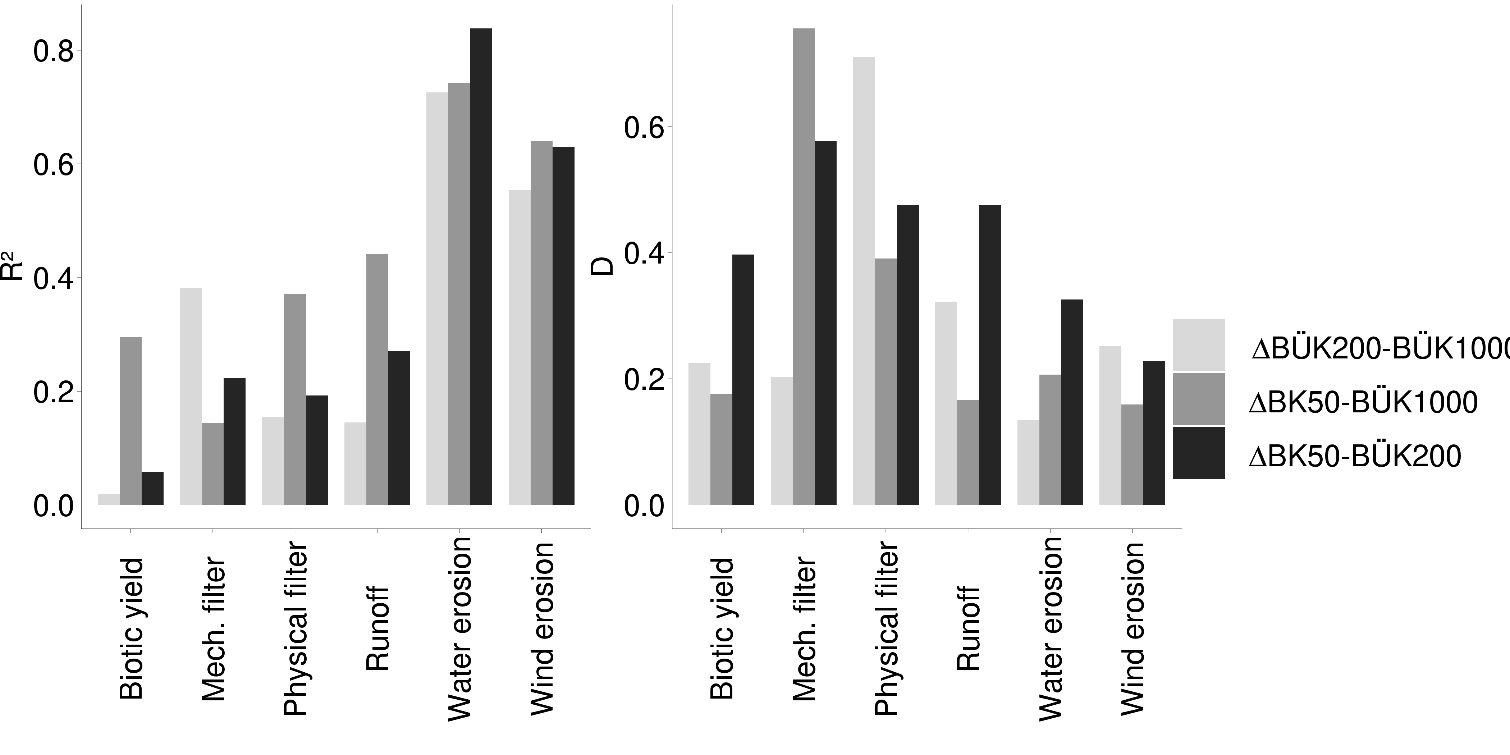 R²
0.8
0.6
0.4
0.2
0.0
Biotic yield
Mech. filter
Physical filter
Runoff
Water erosion
Wind erosion
D
0.6
0.4
0.2
0.0
Biotic yield
Mech. filter
Physical filter
Runoff
Water erosion
Wind erosion
ΔBÜK200-BÜK1000
ΔBK50-BÜK1000
ΔBK50-BÜK200